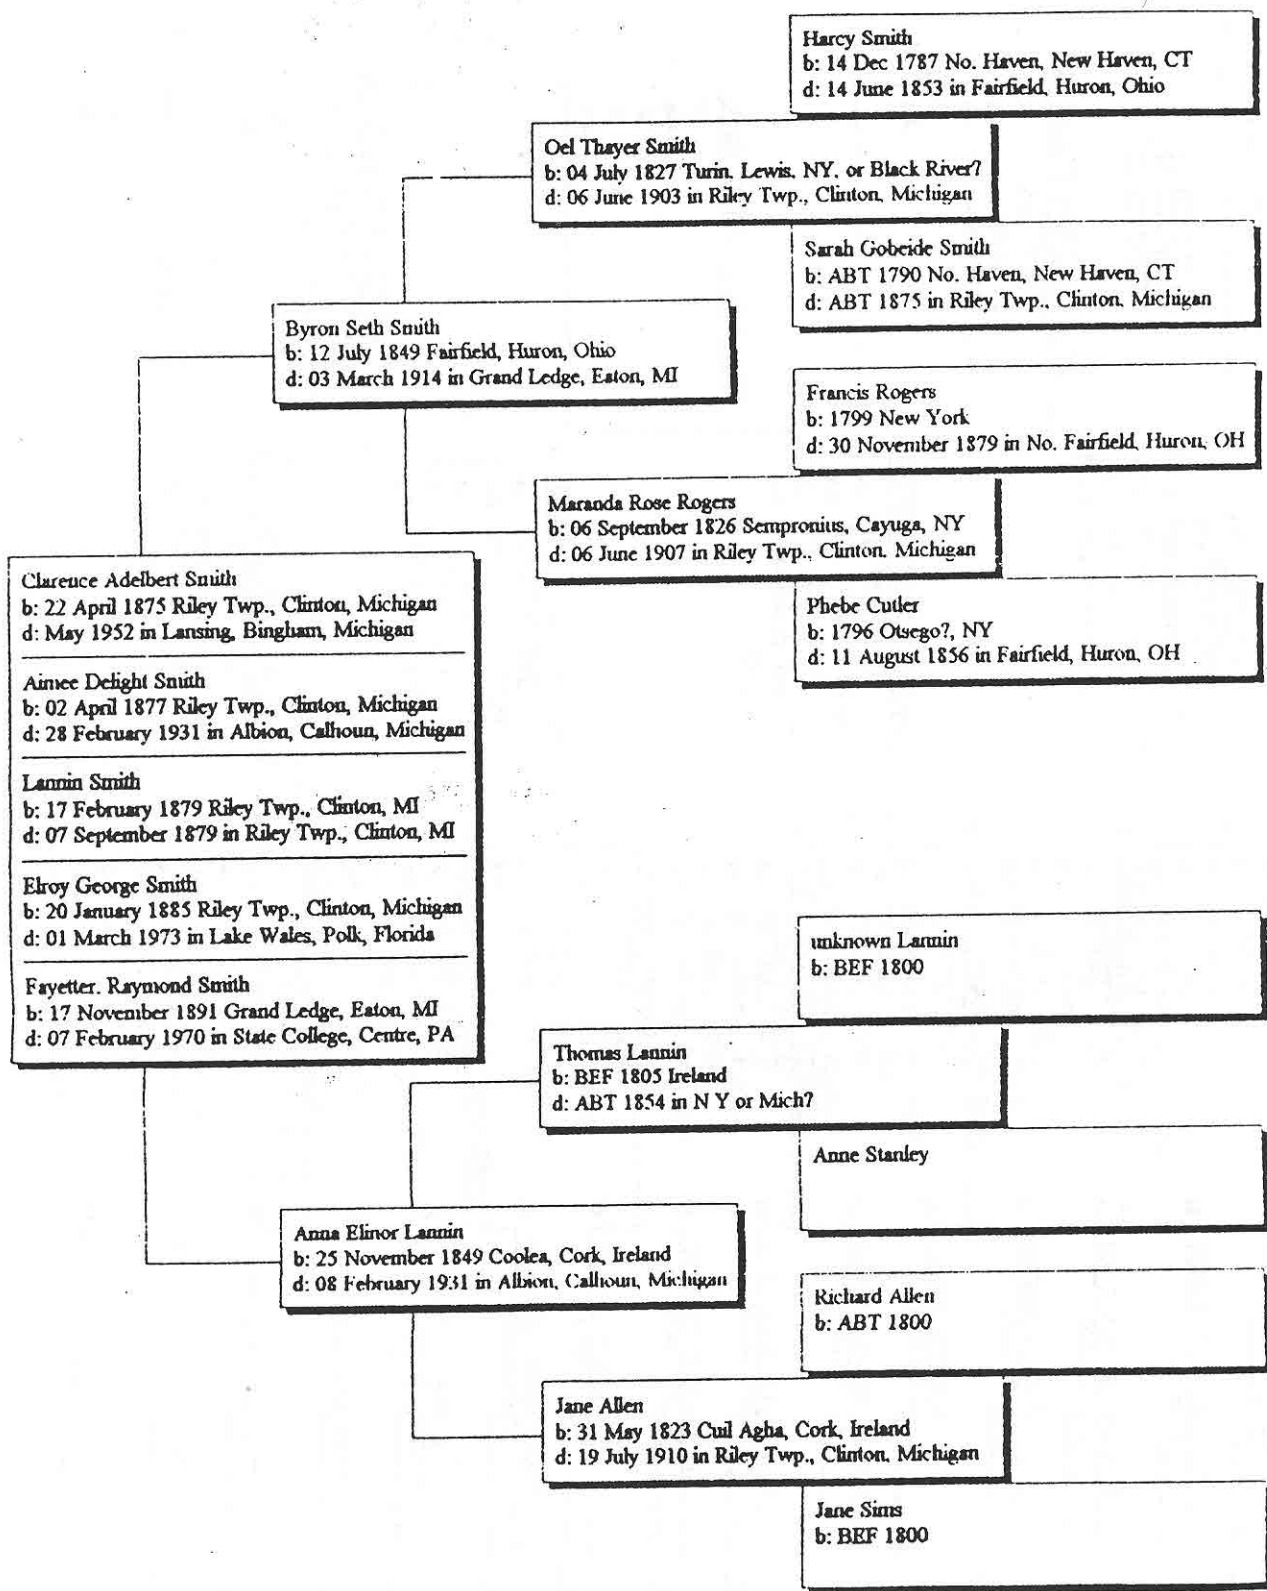 Harcy Smith
b: 14 Dec 1787 No. Haven, New Haven, CT
d: 14 June 1853 in Fairfield, Huron, Ohio
Oel Thayer Smith
b: 04 July 1827 Turin, Lewis, NY, or Black River?
d: 06 June 1903 in Riley Twp., Clinton, Michigan
Sarah Gobeide Smith
b: ABT 1790 No. Haven, New Haven, CT
d: ABT 1875 in Riley Twp., Clinton, Michigan
Byron Seth Smith
b: 12 July 1849 Fairfield, Huron, Ohio
d: 03 March 1914 in Grand Ledge, Eaton, MI
Francis Rogers
b: 1799 New York
d: 30 November 1879 in No. Fairfield, Huron, OH
Maranda Rose Rogers
b: 06 September 1826 Sempronius, Cayuga, NY
d: 06 June 1907 in Riley Twp., Clinton, Michigan
Phebe Cutler
b: 1796 Otsego?, NY
d: 11 August 1856 in Fairfield, Huron, OH
Clarence Adelbert Smith
b: 22 April 1875 Riley Twp., Clinton, Michigan
d: May 1952 in Lansing, Bingham, Michigan
Aimee Delight Smith
b: 02 April 1877 Riley Twp., Clinton, Michigan
d: 28 February 1931 in Albion, Calhoun, Michigan
Lannin Smith
b: 17 February 1879 Riley Twp., Clinton, MI
d: 07 September 1879 in Riley Twp., Clinton, MI
Elroy George Smith
b: 20 January 1885 Riley Twp., Clinton, Michigan
d: 01 March 1973 in Lake Wales, Polk, Florida
Fayetter. Raymond Smith
b: 17 November 1891 Grand Ledge, Eaton, MI
d: 07 February 1970 in State College, Centre, PA
unknown Lannin
b: BEF 1800
Thomas Lannin
b: BEF 1805 Ireland
d: ABT 1854 in N Y or Mich?
Anne Stanley
Anna Elinor Lannin
b: 25 November 1849 Coolea, Cork, Ireland
d: 08 February 1931 in Albion, Calhoun, Michigan
Richard Allen
b: ABT 1800
Jane Allen
b: 31 May 1823 Cuil Agha, Cork, Ireland
d: 19 July 1910 in Riley Twp., Clinton, Michigan
Jane Sims
b: BEF 1800